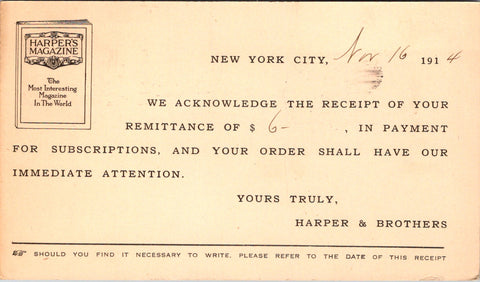 HARPER'S
MAGAZINE
The
Most Interesting
Magazine
In The World
NEW YORK CITY, Nov 16 1914
WE ACKNOWLEDGE THE RECEIPT OF YOUR
REMITTANCE OF $ 6- , IN PAYMENT
FOR SUBSCRIPTIONS, AND YOUR ORDER SHALL HAVE OUR
IMMEDIATE ATTENTION.
YOURS TRULY,
HARPER & BROTHERS
SHOULD YOU FIND IT NECESSARY TO WRITE. PLEASE REFER TO THE DATE OF THIS RECEIPT